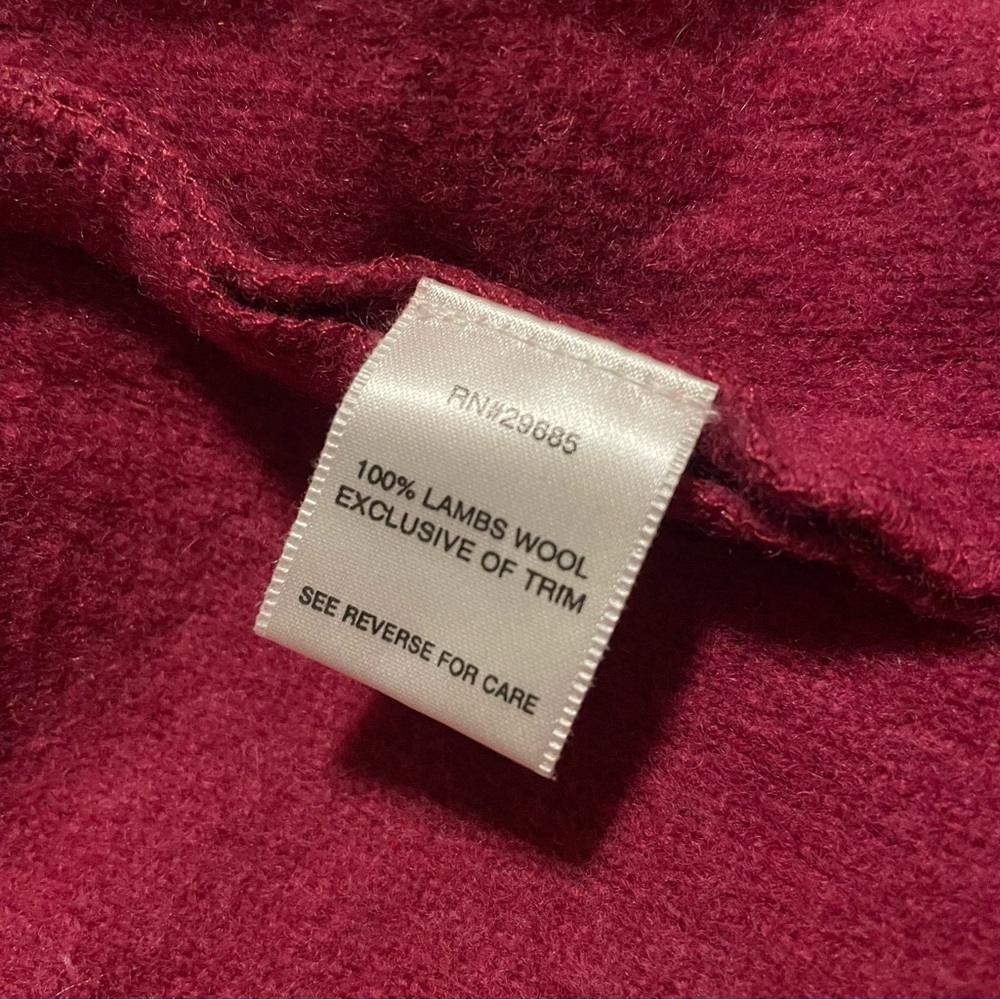 RN#29685
100% LAMBS WOOL
EXCLUSIVE OF TRIM
SEE REVERSE FOR CARE